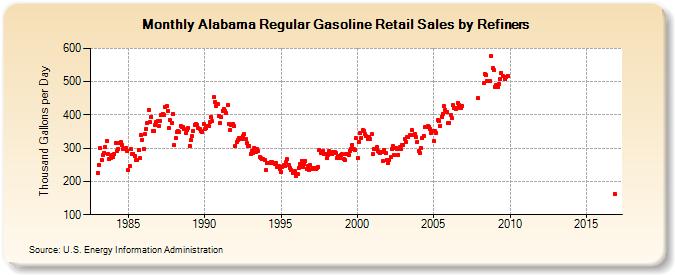 Monthly Alabama Regular Gasoline Retail Sales by Refiners
Thousand Gallons per Day
600
500
400
300
200
100
1985 1990 1995 2000 2005 2010 2015
Source: U.S. Energy Information Administration